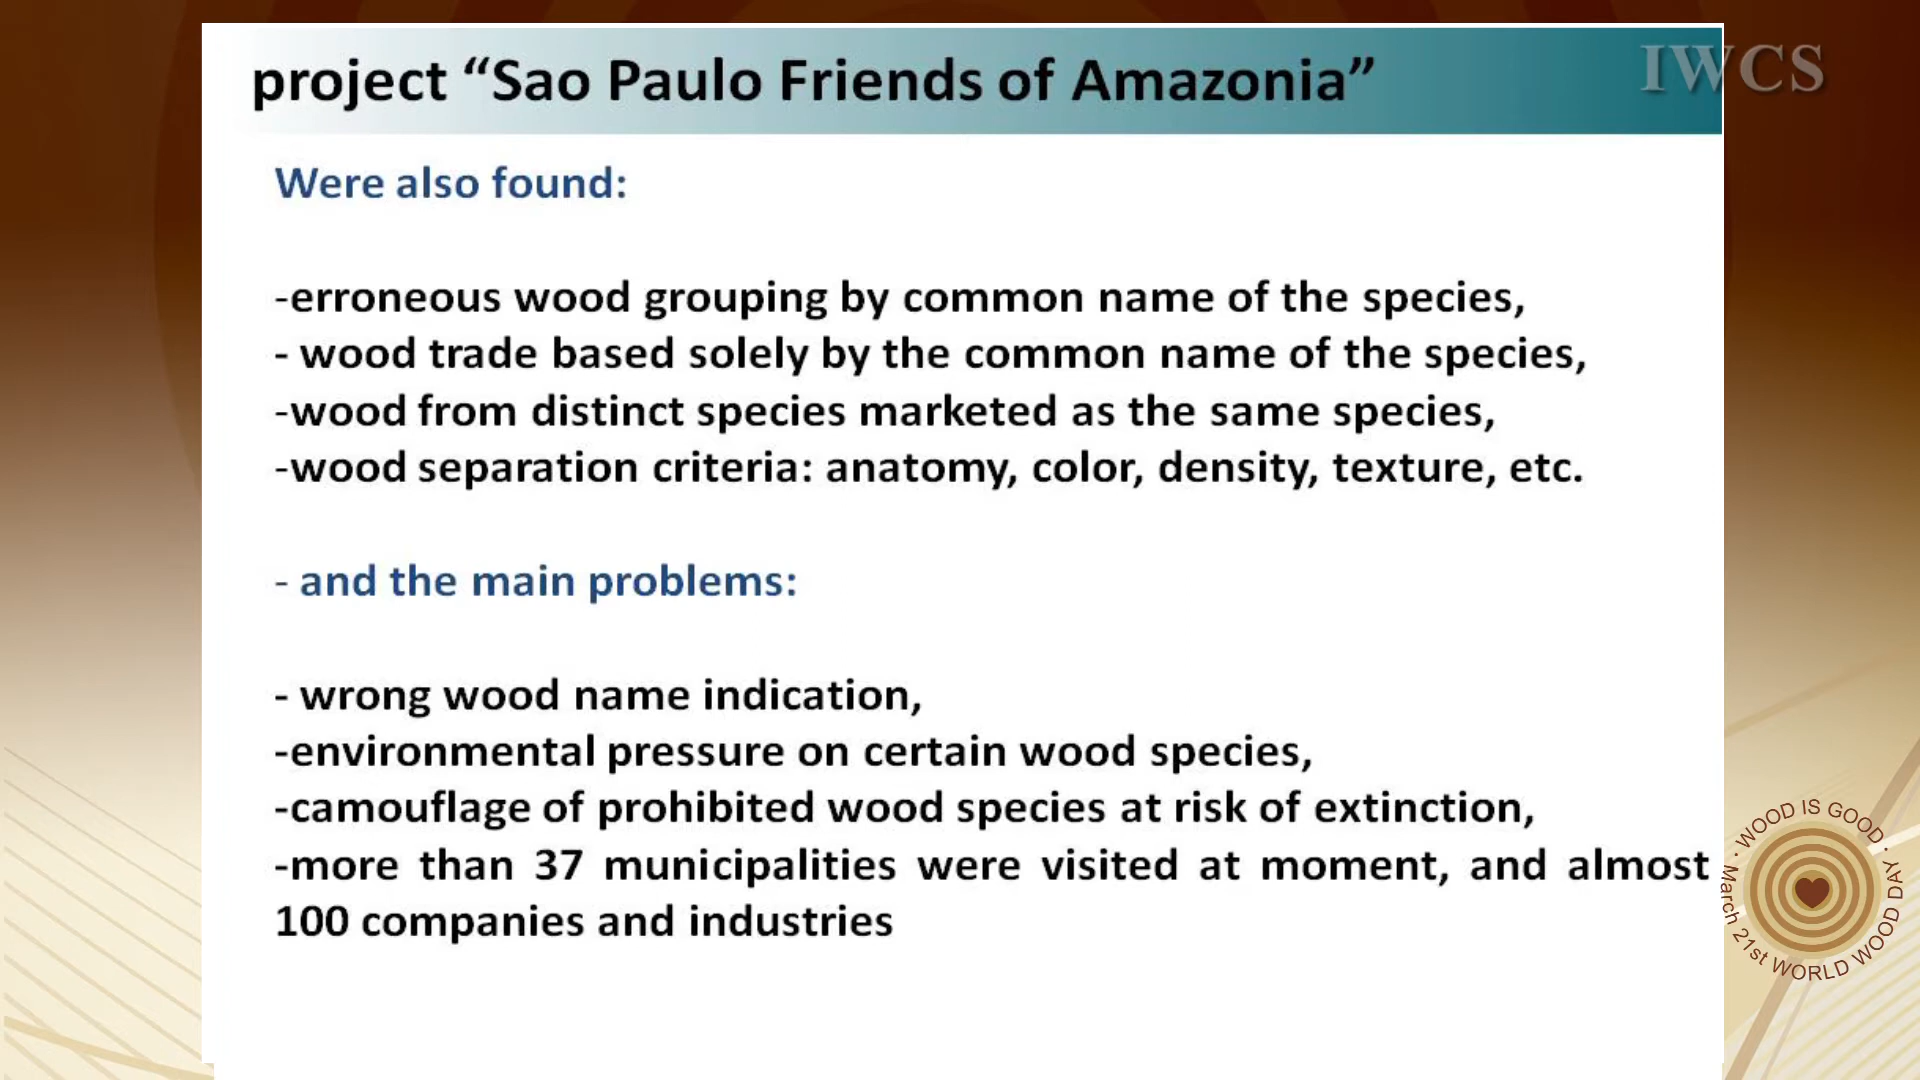 project “Sao Paulo Friends of Amazonia”
IWCS
Were also found:
-erroneous wood grouping by common name of the species,
- wood trade based solely by the common name of the species,
-wood from distinct species marketed as the same species,
-wood separation criteria: anatomy, color, density, texture, etc.
- and the main problems:
- wrong wood name indication,
-environmental pressure on certain wood species,
-camouflage of prohibited wood species at risk of extinction,
-more than 37 municipalities were visited at moment, and almost
100 companies and industries
· WOOD IS GOOD ·
March 21st WORLD WOOD DAY